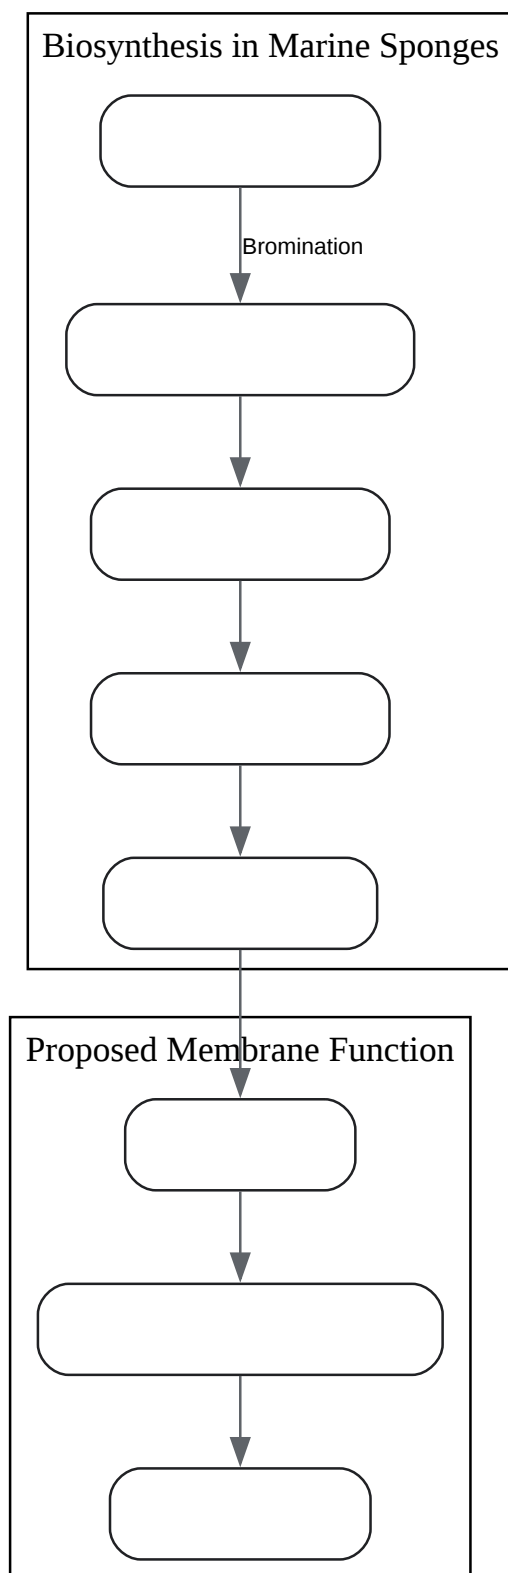 Biosynthesis in Marine Sponges
Bromination
Proposed Membrane Function